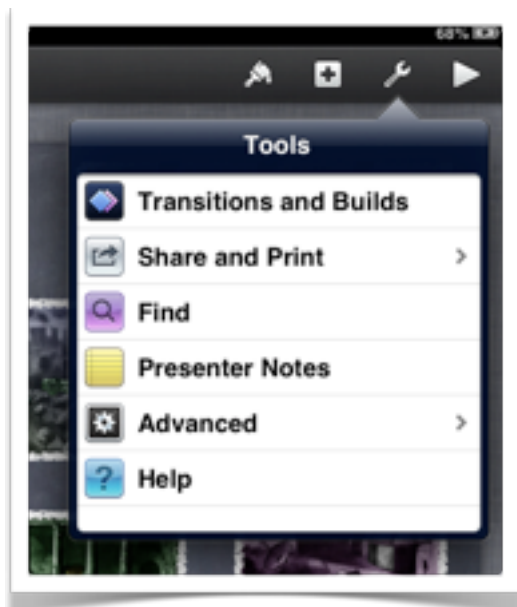 68%
Tools
Transitions and Builds
Share and Print
Find
Presenter Notes
Advanced
Help